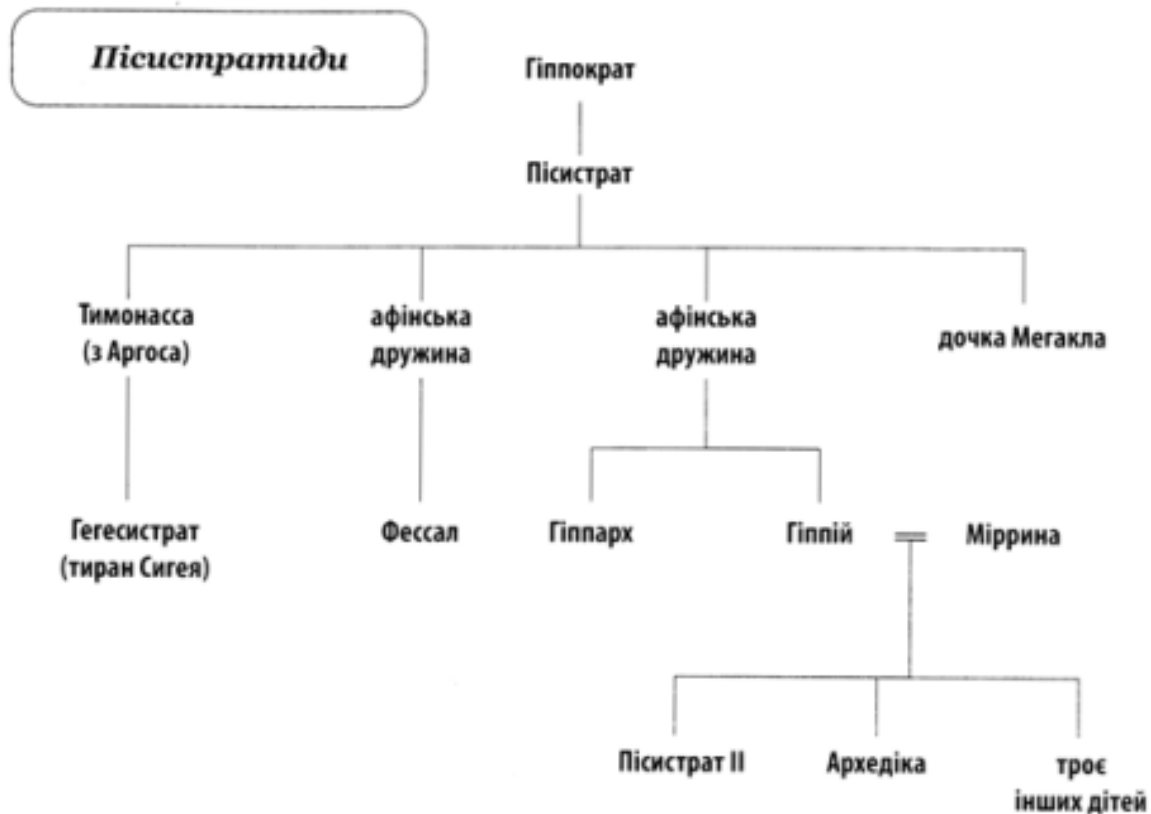 Пісистратиди
Гіппократ
Пісистрат
Тимонасса
(з Аргоса)
афінська
дружина
афінська
дружина
дочка Мегакла
Гегесистрат
(тиран Сигея)
Фессал
Гіппарх
Гіппій
Міррина
Пісистрат II
Архедіка
троє
інших дітей